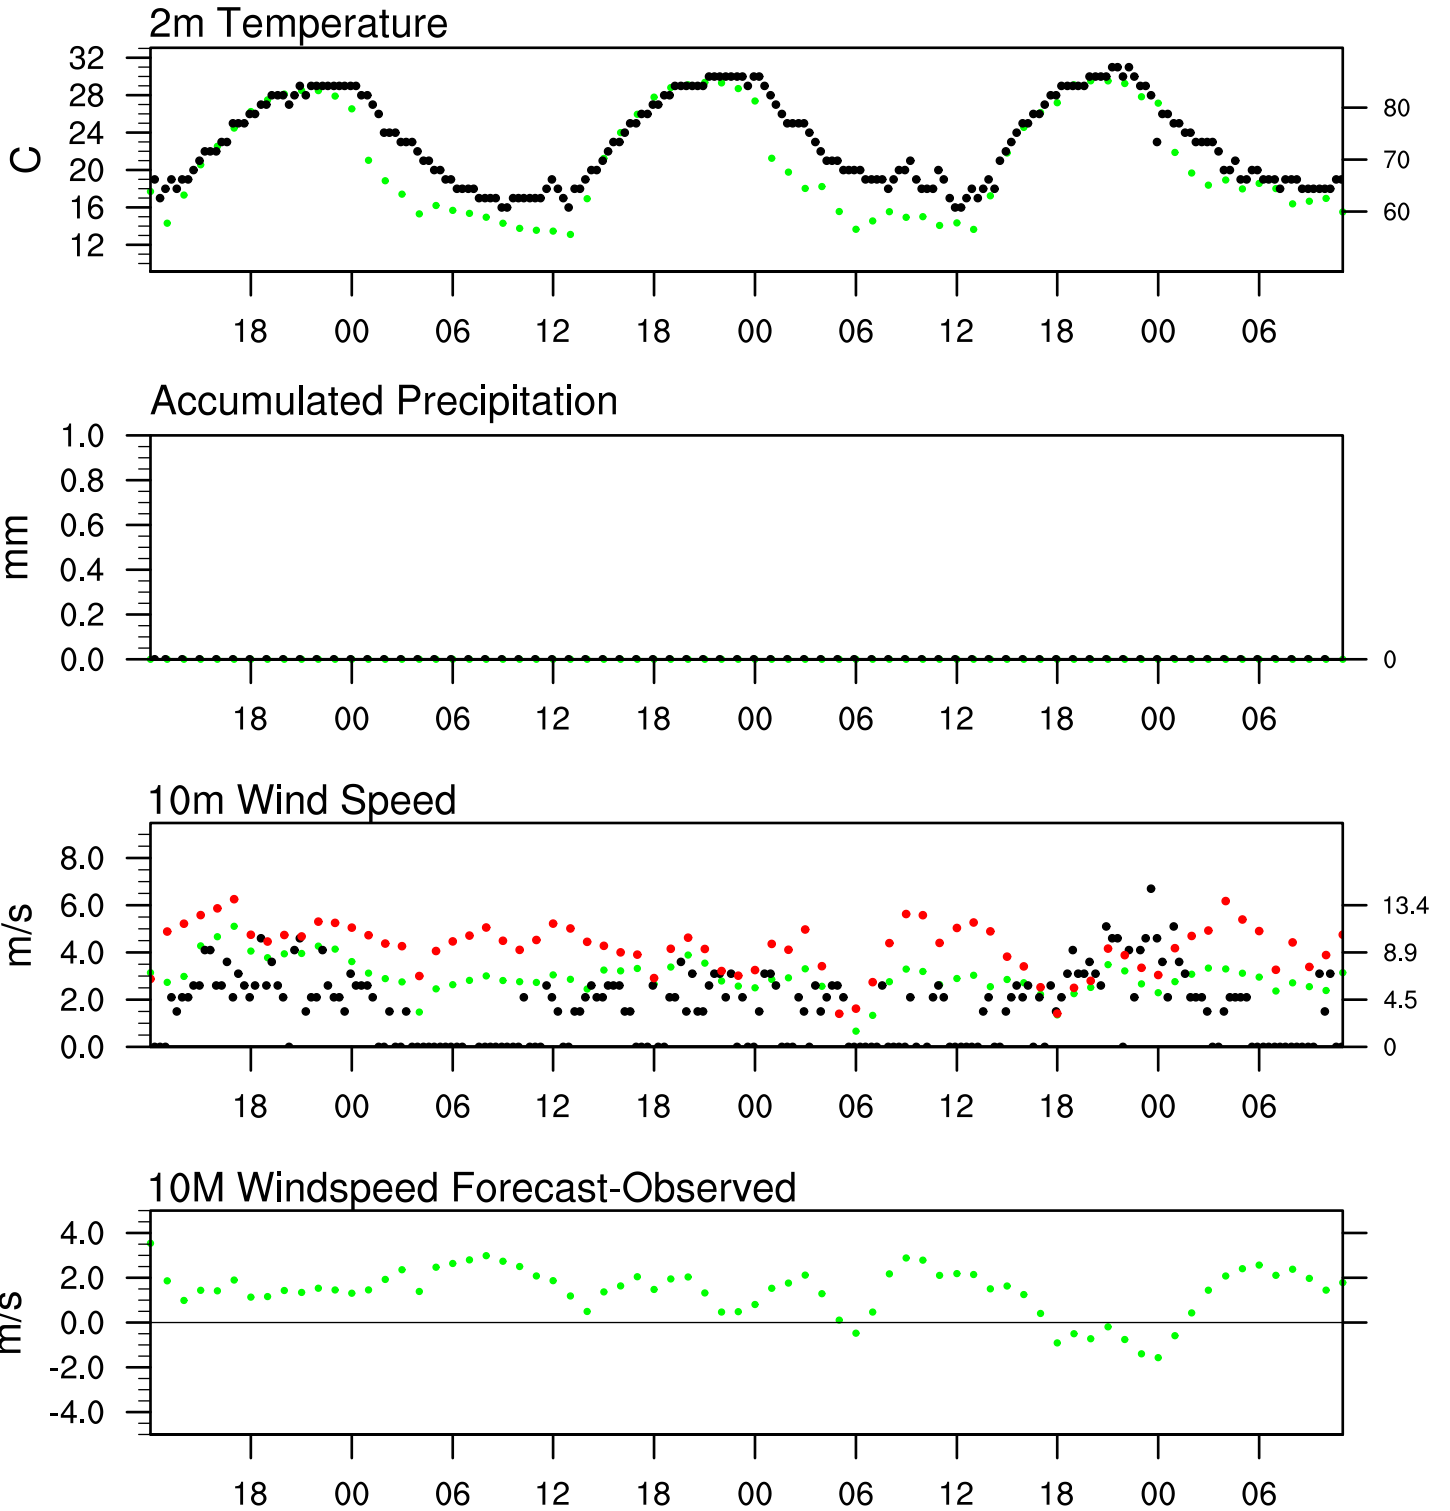 2m Temperature
32
28
24
20
16
12
C
80
70
60
18 00 06 12 18 00 06 12 18 00 06
Accumulated Precipitation
1.0
0.8
0.6
0.4
0.2
0.0
mm
0
18 00 06 12 18 00 06 12 18 00 06
10m Wind Speed
8.0
6.0
4.0
2.0
0.0
m/s
13.4
8.9
4.5
0
18 00 06 12 18 00 06 12 18 00 06
10M Windspeed Forecast-Observed
4.0
2.0
0.0
-2.0
-4.0
m/s
18 00 06 12 18 00 06 12 18 00 06